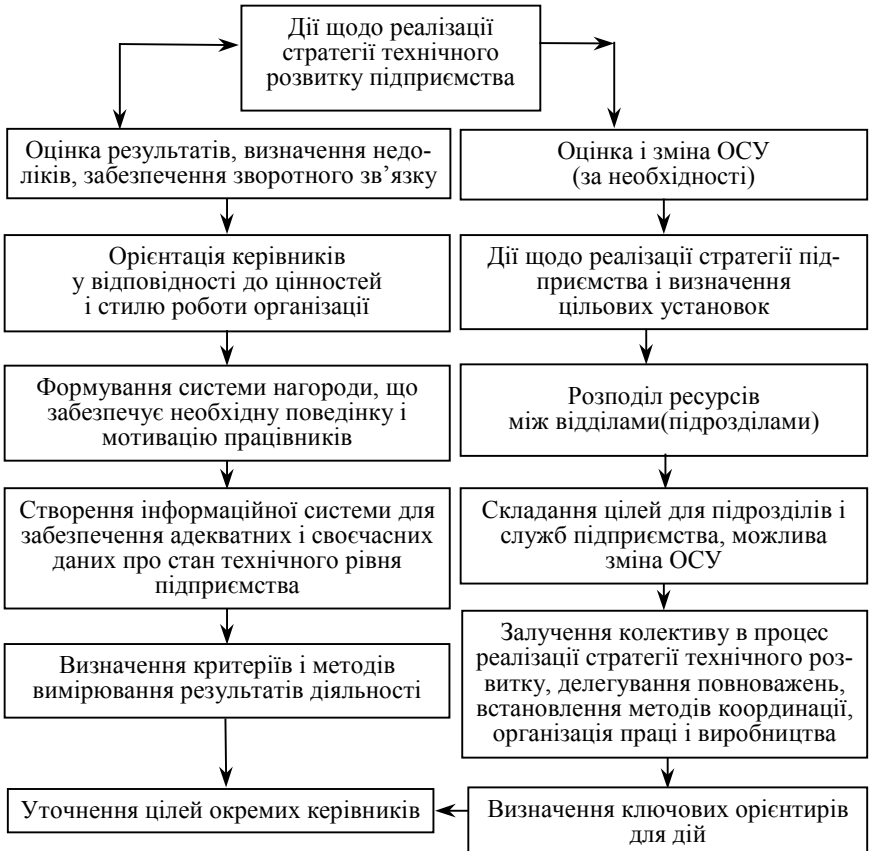 Дії щодо реалізації
стратегії технічного
розвитку підприємства
Оцінка результатів, визначення недо-
ліків, забезпечення зворотного зв’язку
Орієнтація керівників
у відповідності до цінностей
і стилю роботи організації
Формування системи нагороди, що
забезпечує необхідну поведінку і
мотивацію працівників
Створення інформаційної системи для
забезпечення адекватних і своєчасних
даних про стан технічного рівня
підприємства
Визначення критеріїв і методів
вимірювання результатів діяльності
Уточнення цілей окремих керівників
Оцінка і зміна ОСУ
(за необхідності)
Дії щодо реалізації стратегії під-
приємства і визначення
цільових установок
Розподіл ресурсів
між відділами(підрозділами)
Складання цілей для підрозділів і
служб підприємства, можлива
зміна ОСУ
Залучення колективу в процес
реалізації стратегії технічного роз-
витку, делегування повноважень,
встановлення методів координації,
організація праці і виробництва
Визначення ключових орієнтирів
для дій